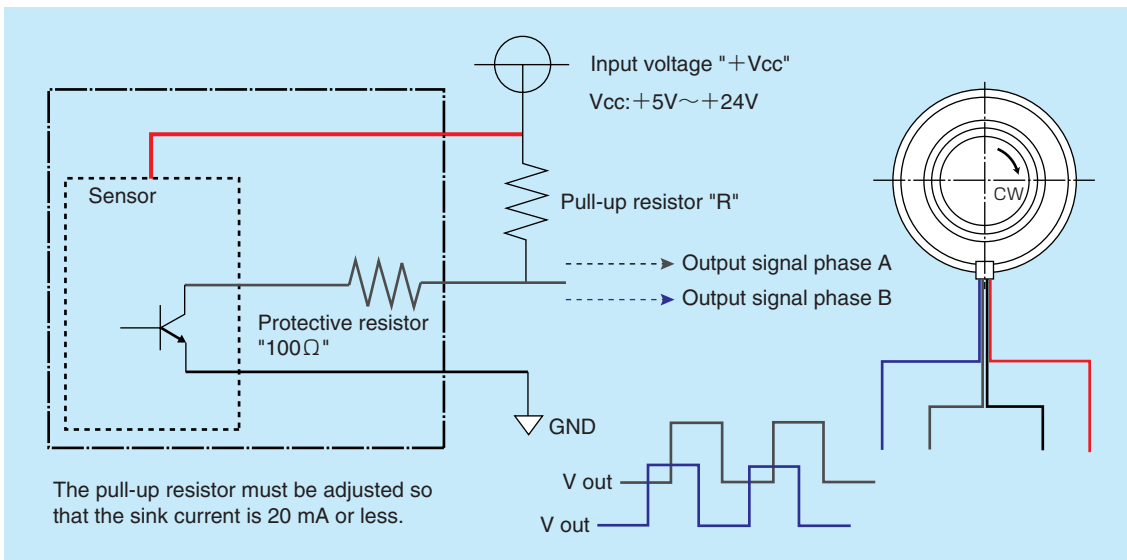 Input voltage "＋Vcc"
Vcc:＋5V～＋24V
Sensor
CW
Pull-up resistor "R"
Output signal phase A
Output signal phase B
Protective resistor
"100Ω"
GND
V out
V out
The pull-up resistor must be adjusted so
that the sink current is 20 mA or less.